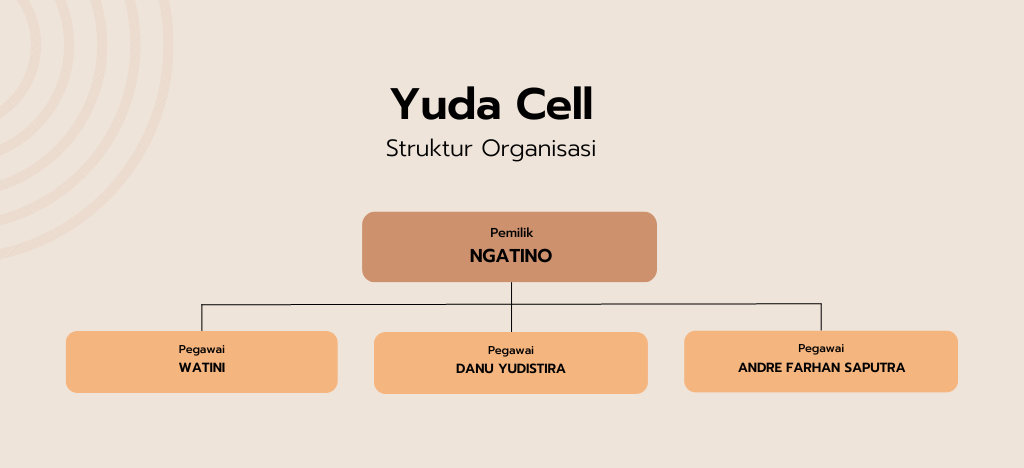 Yuda Cell
Struktur Organisasi
Pemilik
NGATINO
Pegawai
WATINI
Pegawai
DANU YUDISTIRA
Pegawai
ANDRE FARHAN SAPUTRA